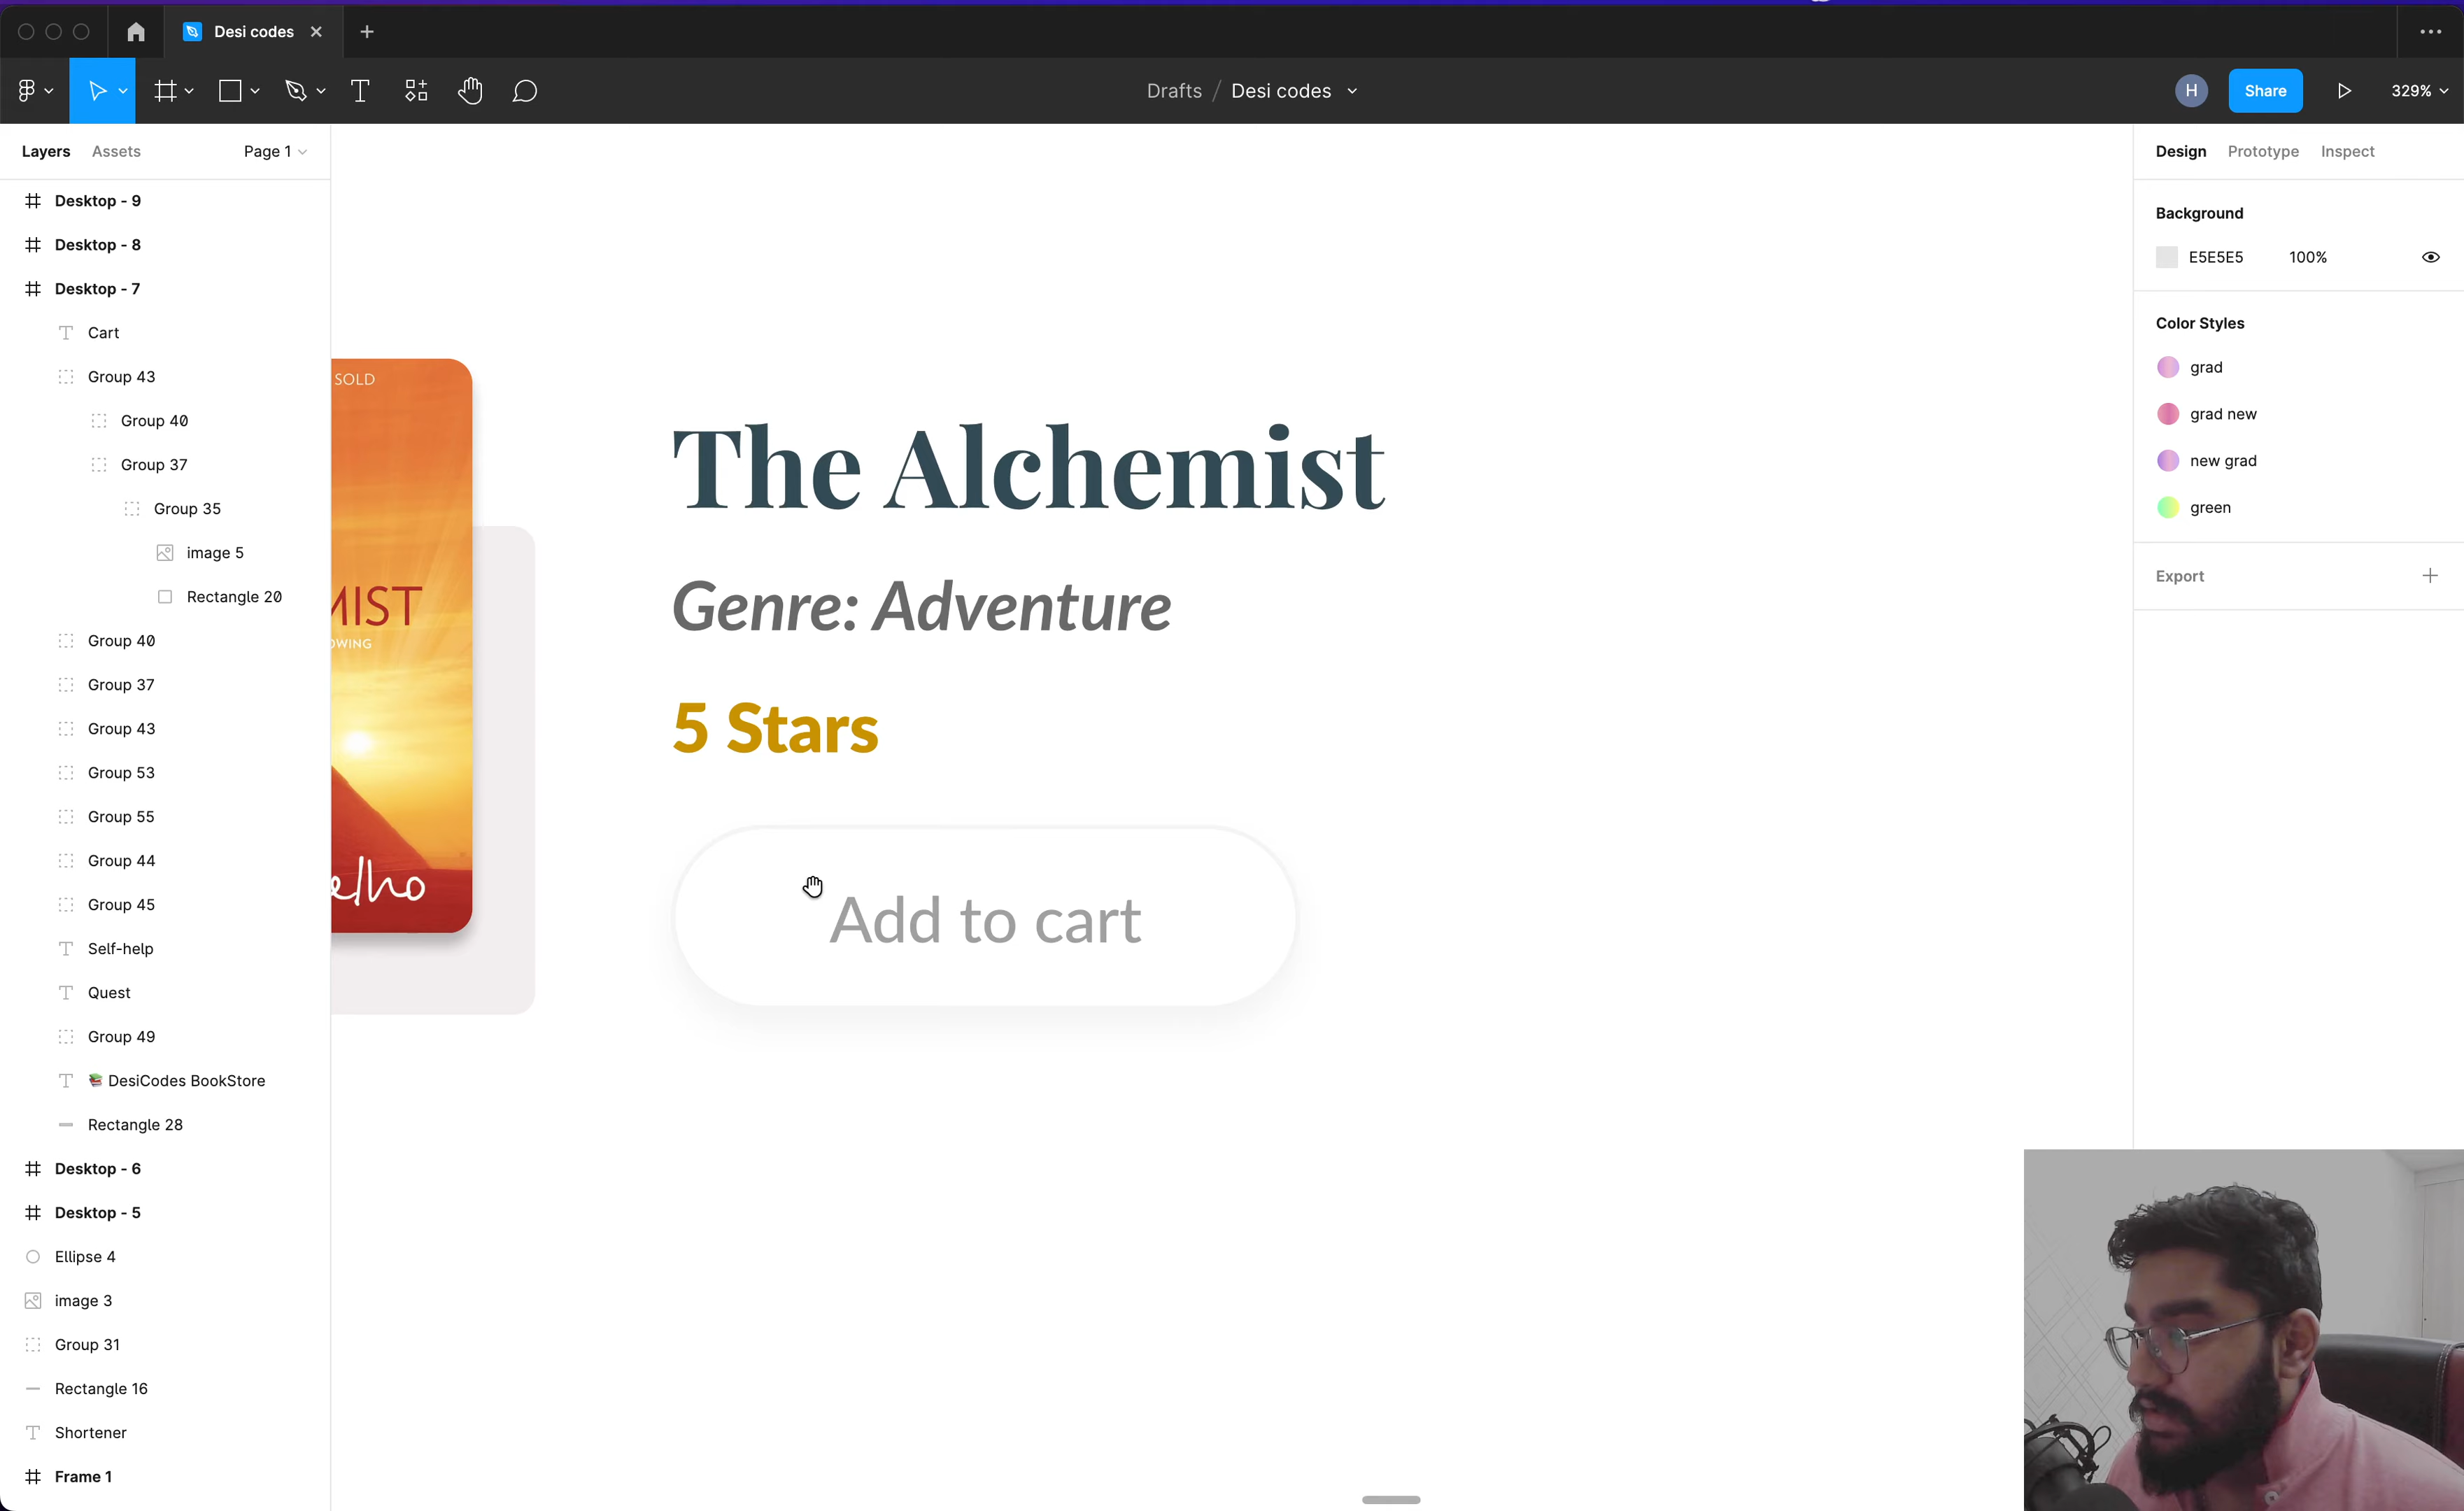 Desi codes
Drafts / Desi codes
H
Share
329%
Layers
Assets
Page 1
Desktop - 9
Desktop - 8
Desktop - 7
Cart
Group 43
Group 40
Group 37
Group 35
image 5
Rectangle 20
Group 40
Group 37
Group 43
Group 53
Group 55
Group 44
Group 45
Self-help
Quest
Group 49
📚 DesiCodes BookStore
Rectangle 28
Desktop - 6
Desktop - 5
Ellipse 4
image 3
Group 31
Rectangle 16
Shortener
Frame 1
SOLD
MIST
OWING
elho
The Alchemist
Genre: Adventure
5 Stars
Add to cart
Design
Prototype
Inspect
Background
E5E5E5
100%
Color Styles
grad
grad new
new grad
green
Export